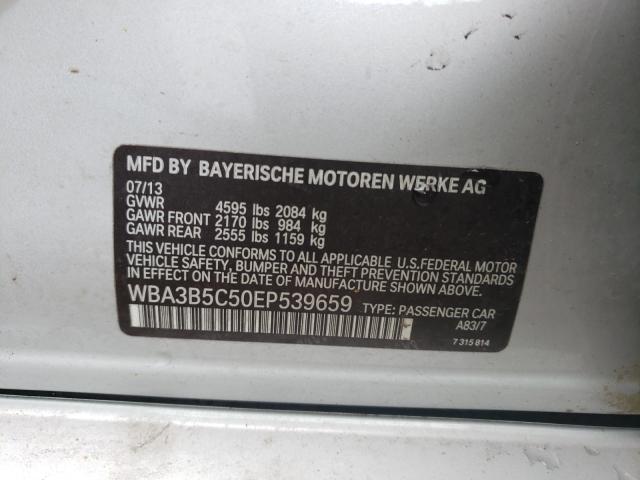 MFD BY BAYERISCHE MOTOREN WERKE AG
07/13
GVWR 4595 lbs 2084 kg
GAWR FRONT 2170 lbs 984 kg
GAWR REAR 2555 lbs 1159 kg
THIS VEHICLE CONFORMS TO ALL APPLICABLE U.S.FEDERAL MOTOR
VEHICLE SAFETY, BUMPER AND THEFT PREVENTION STANDARDS
IN EFFECT ON THE DATE OF MANUFACTURE SHOWN ABOVE.
WBA3B5C50EP539659 TYPE: PASSENGER CAR
A83/7
7 315 814